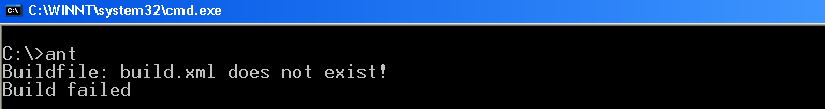 C:\WINNT\system32\cmd.exe
C:\>ant
Buildfile: build.xml does not exist!
Build failed